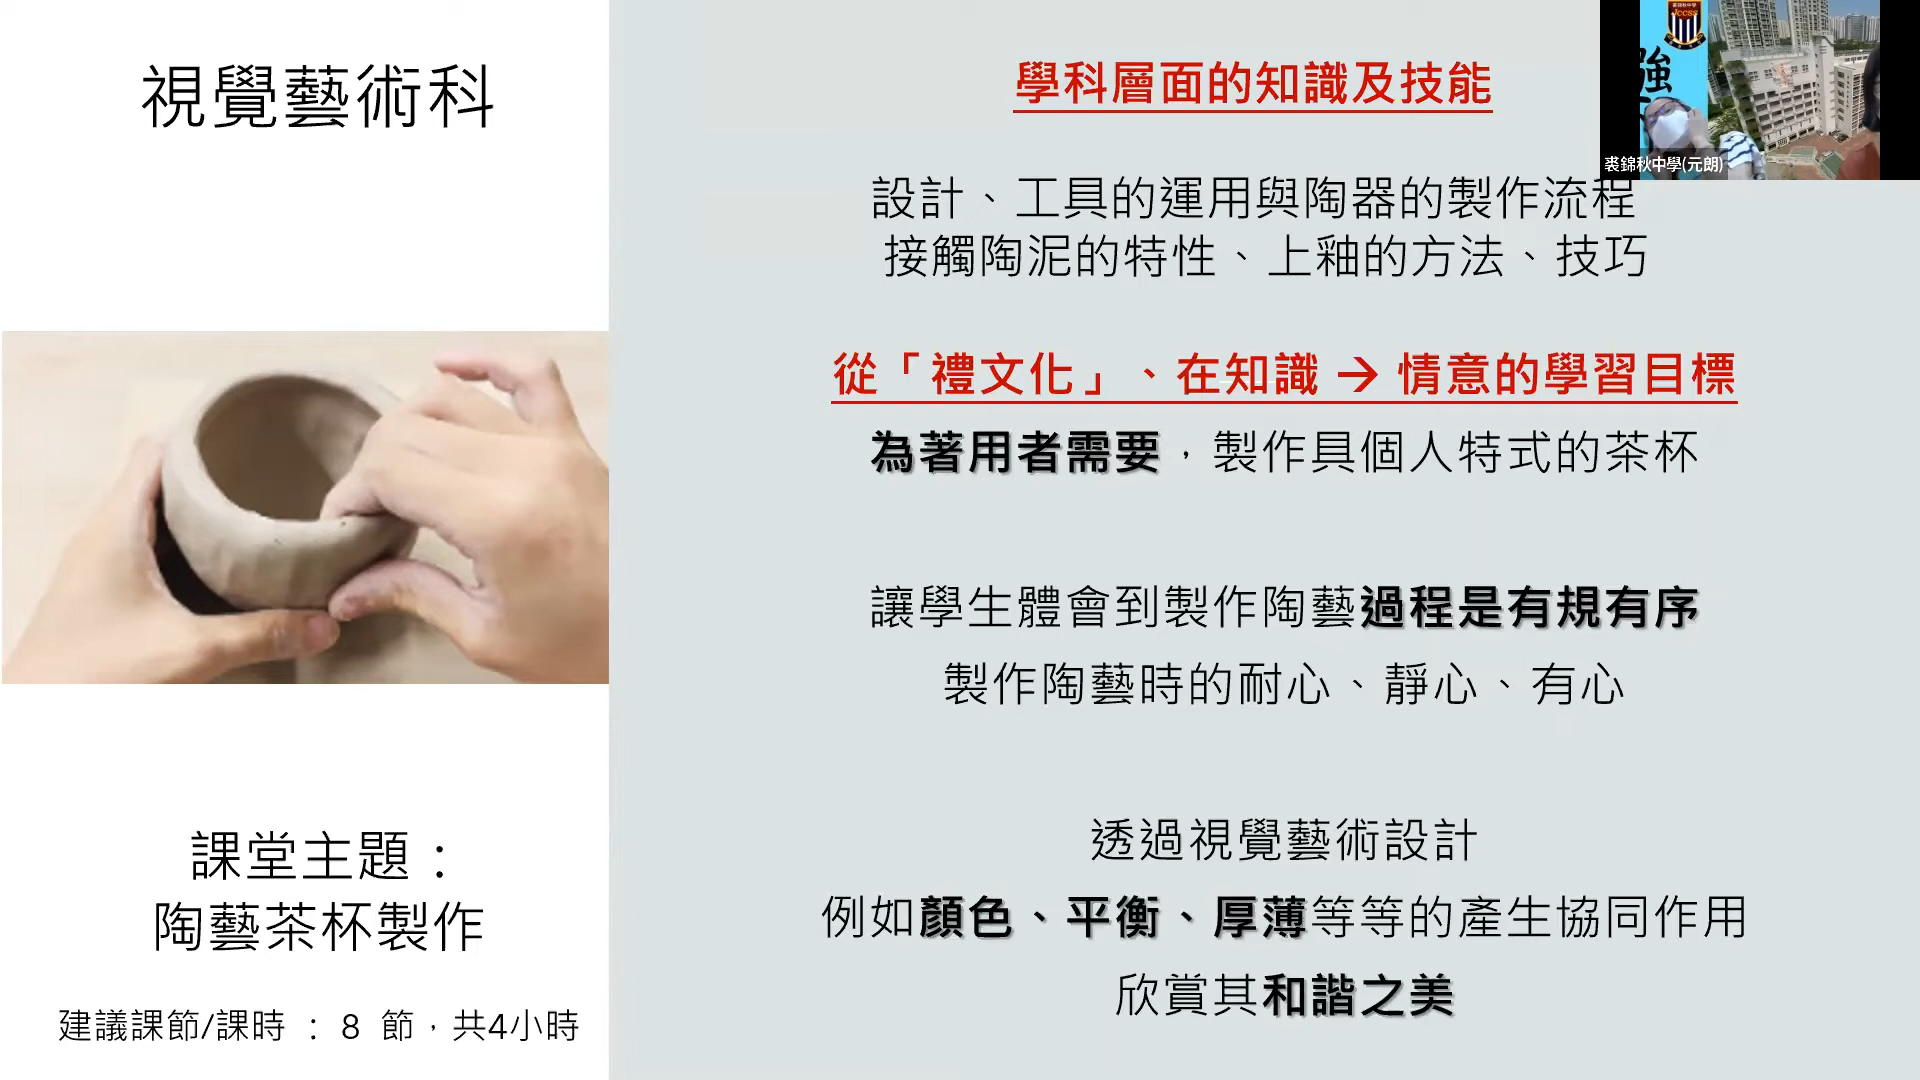 視覺藝術科
課堂主題：
陶藝茶杯製作
建議課節/課時 ： 8 節，共4小時
學科層面的知識及技能
設計、工具的運用與陶器的製作流程
接觸陶泥的特性、上釉的方法、技巧
從「禮文化」、在知識 → 情意的學習目標
為著用者需要，製作具個人特式的茶杯
讓學生體會到製作陶藝過程是有規有序
製作陶藝時的耐心、靜心、有心
透過視覺藝術設計
例如顏色、平衡、厚薄等等的產生協同作用
欣賞其和諧之美
JCCSS
強
裘錦秋中學(元朗)